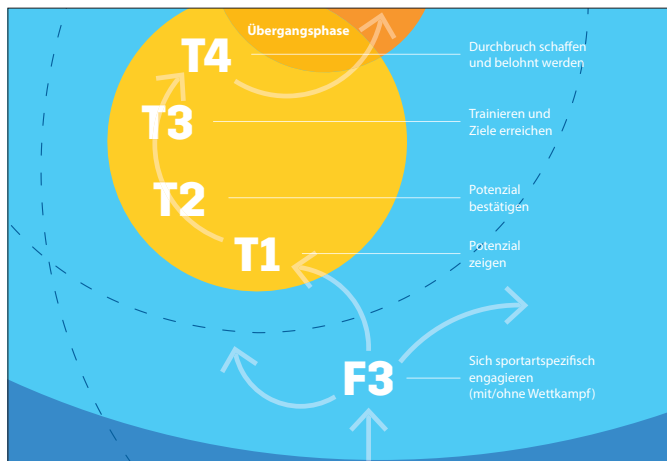 Übergangsphase
T4
Durchbruch schaffen
und belohnt werden
T3
Trainieren und
Ziele erreichen
T2
Potenzial
bestätigen
T1
Potenzial
zeigen
F3
Sich sportartspezifisch
engagieren
(mit/ohne Wettkampf)